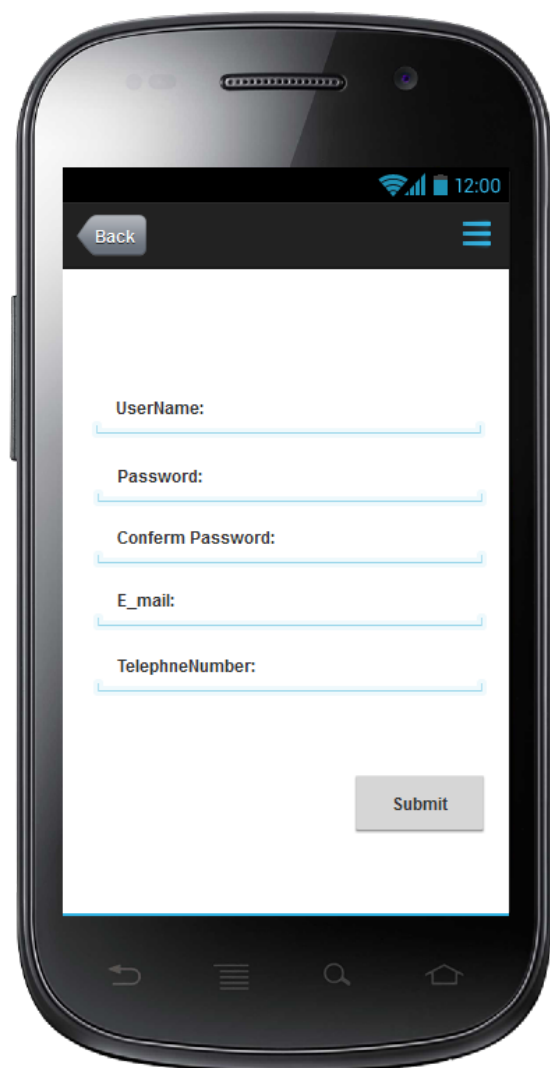 12:00
Back
UserName:
Password:
Conferm Password:
E_mail:
TelephneNumber:
Submit